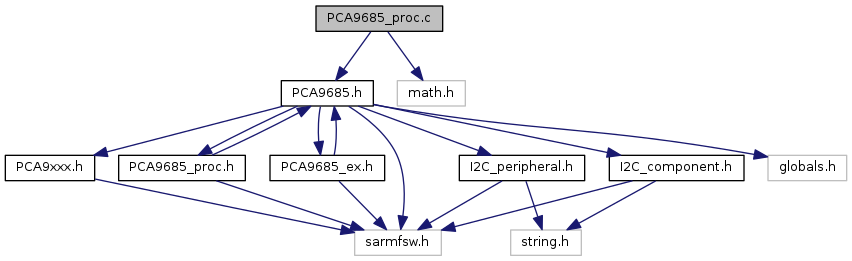 PCA9685_proc.c
PCA9685.h
math.h
PCA9xxx.h
PCA9685_proc.h
PCA9685_ex.h
I2C_peripheral.h
I2C_component.h
globals.h
sarmfsw.h
string.h